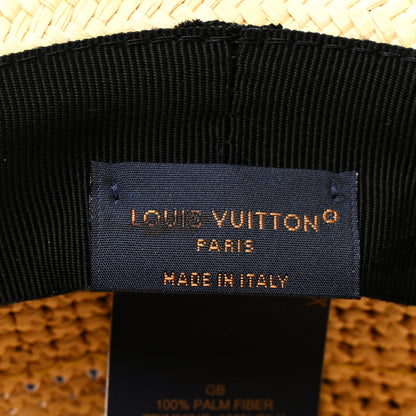 LOUIS VUITTON®
PARIS
MADE IN ITALY
GB
100% PALM FIBER